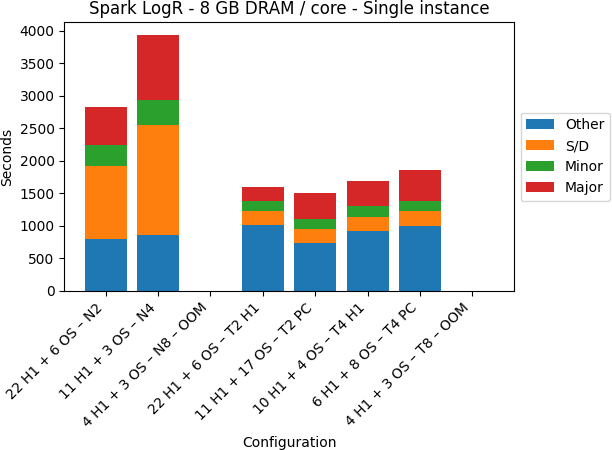 Spark LogR - 8 GB DRAM / core - Single instance
Seconds
4000
3500
3000
2500
2000
1500
1000
500
0
Other
S/D
Minor
Major
22 H1 + 6 OS – N2
11 H1 + 3 OS – N4
4 H1 + 3 OS – N8 – OOM
22 H1 + 6 OS – T2 H1
11 H1 + 17 OS – T2 PC
10 H1 + 4 OS – T4 H1
6 H1 + 8 OS – T4 PC
4 H1 + 3 OS – T8 – OOM
Configuration